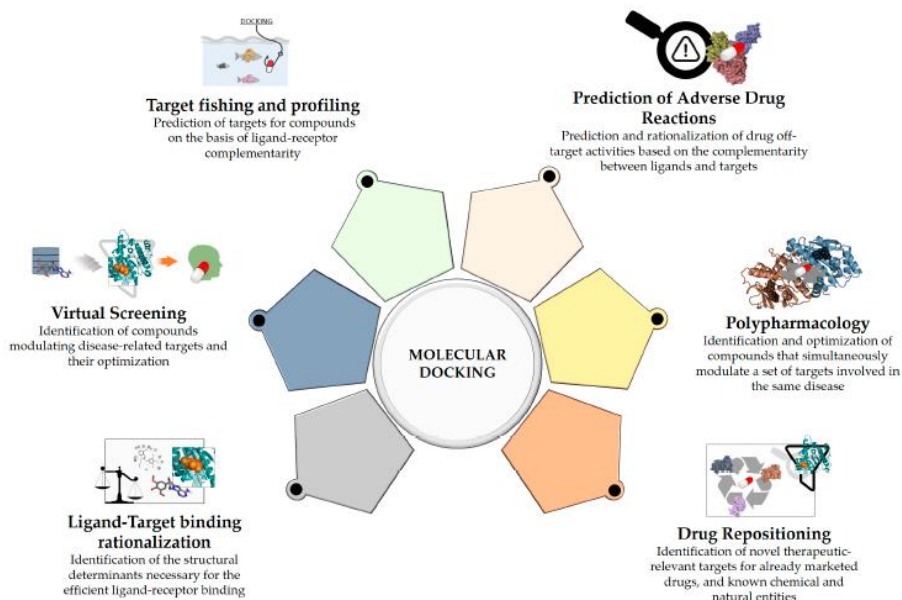 DOCKING
Target fishing and profiling
Prediction of targets for compounds
on the basis of ligand-receptor
complementarity
Prediction of Adverse Drug
Reactions
Prediction and rationalization of drug off-
target activities based on the complementarity
between ligands and targets
Virtual Screening
Identification of compounds
modulating disease-related targets and
their optimization
MOLECULAR
DOCKING
Polypharmacology
Identification and optimization of
compounds that simultaneously
modulate a set of targets involved in
the same disease
Ligand-Target binding
rationalization
Identification of the structural
determinants necessary for the
efficient ligand-receptor binding
Drug Repositioning
Identification of novel therapeutic-
relevant targets for already marketed
drugs, and known chemical and
natural entities